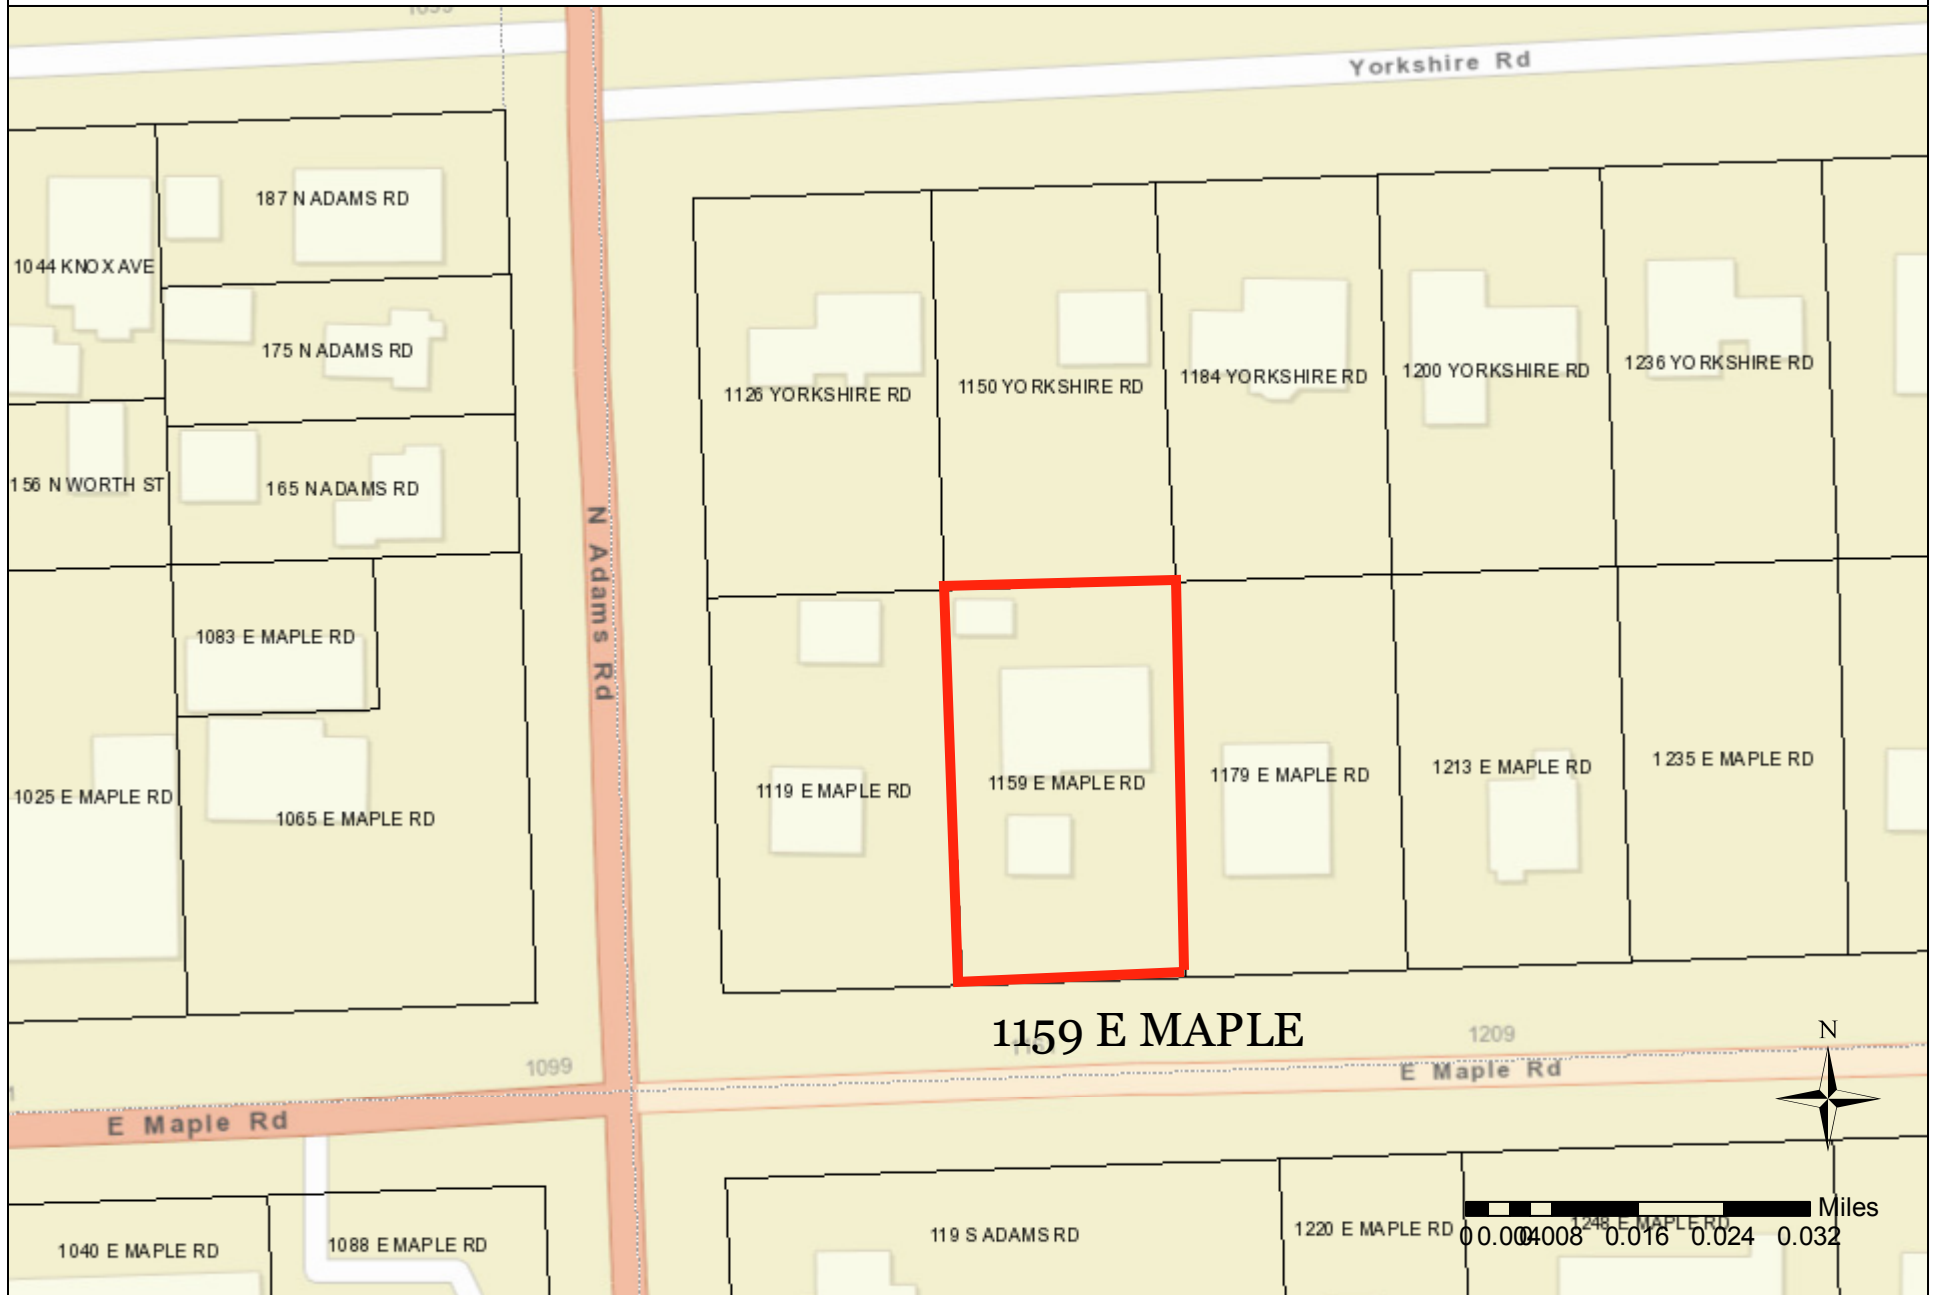 Yorkshire Rd
187 N ADAMS RD
1044 KNOX AVE
175 N ADAMS RD
1126 YORKSHIRE RD
1150 YORKSHIRE RD
1184 YORKSHIRE RD
1200 YORKSHIRE RD
1236 YORKSHIRE RD
156 N WORTH ST
165 N ADAMS RD
N Adams Rd
1083 E MAPLE RD
1025 E MAPLE RD
1065 E MAPLE RD
1119 E MAPLE RD
1159 E MAPLE RD
1179 E MAPLE RD
1213 E MAPLE RD
1235 E MAPLE RD
1159 E MAPLE
1209
N
1099
E Maple Rd
E Maple Rd
1040 E MAPLE RD
1088 E MAPLE RD
119 S ADAMS RD
1220 E MAPLE RD
1248 E MAPLE RD
Miles
0 0.004 0.008 0.016 0.024 0.032